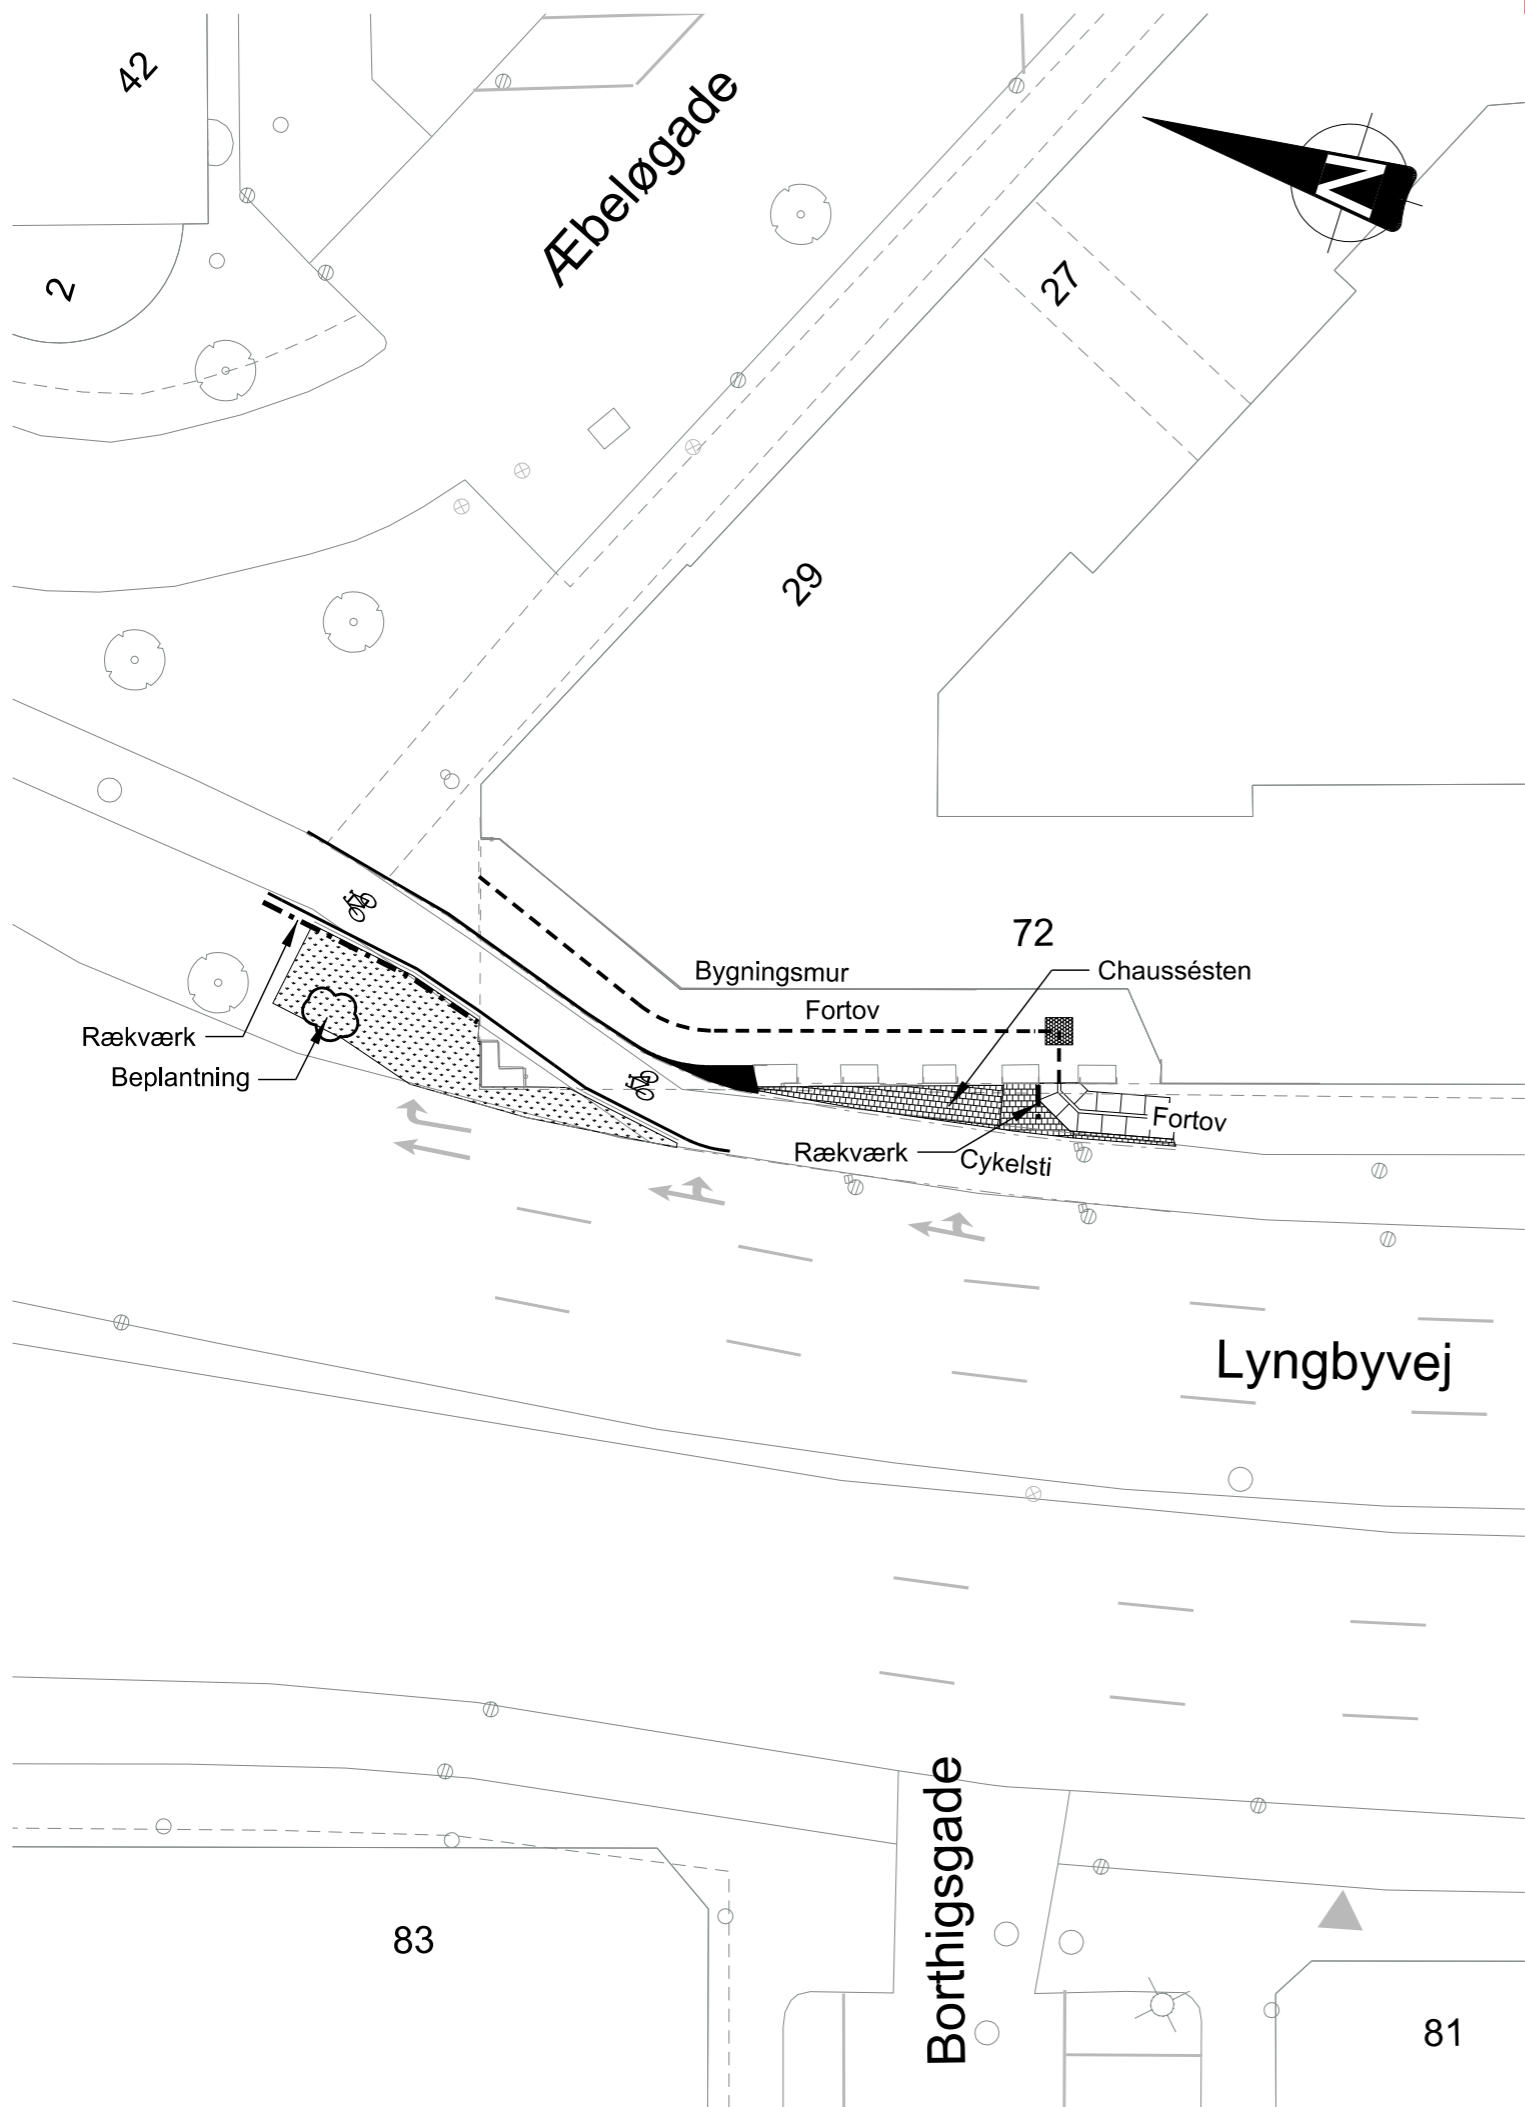 42
Æbeløgade
N
2
27
29
72
Bygningsmur
Chaussésten
Fortov
Rækværk
Beplantning
Fortov
Rækværk
Cykelsti
Lyngbyvej
Borthigsgade
83
81